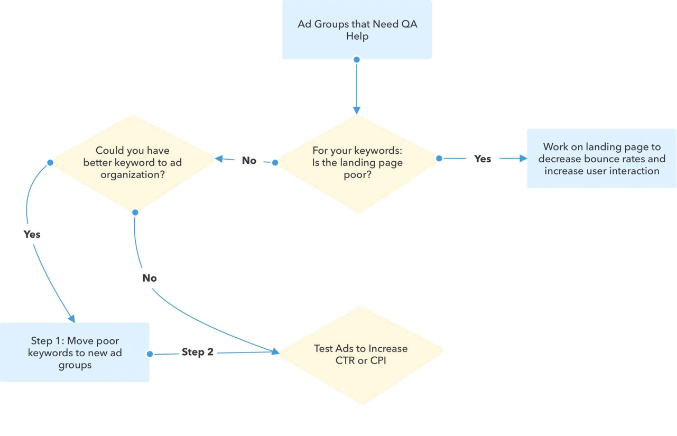 Ad Groups that Need QA
Help
Could you have
better keyword to ad
organization?
No
For your keywords:
Is the landing page
poor?
Yes
Work on landing page to
decrease bounce rates and
increase user interaction
Yes
No
Step 1: Move poor
keywords to new ad
groups
Step 2
Test Ads to Increase
CTR or CPI